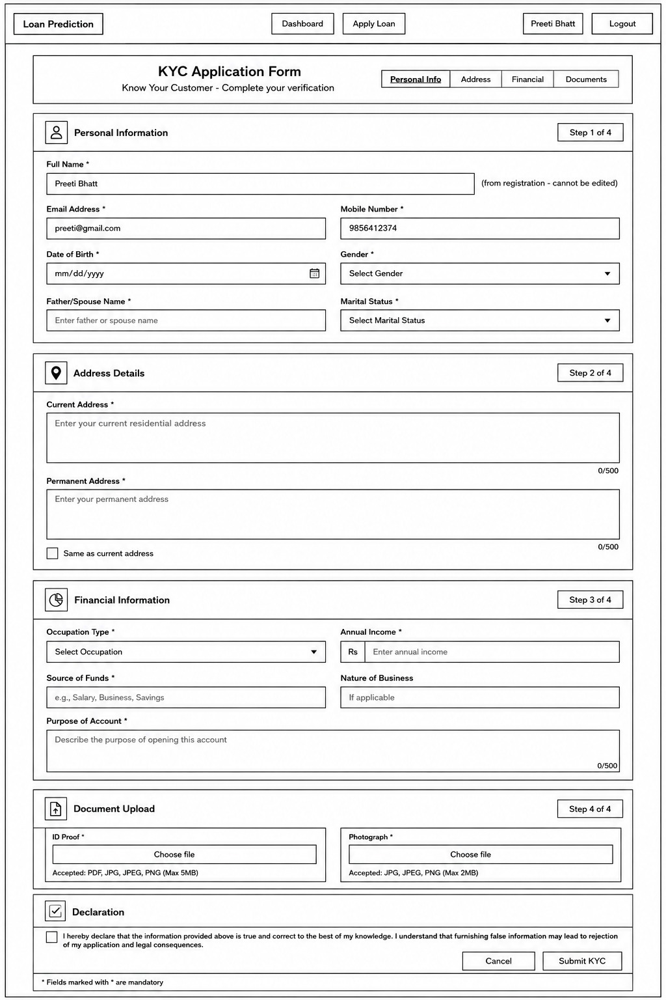 Loan Prediction
Dashboard
Apply Loan
Preeti Bhatt
Logout
KYC Application Form
Know Your Customer - Complete your verification
Personal Info
Address
Financial
Documents
Personal Information
Step 1 of 4
Full Name *
Preeti Bhatt
(from registration - cannot be edited)
Email Address *
Mobile Number *
preeti@gmail.com
9856412374
Date of Birth *
Gender *
mm/dd/yyyy
Select Gender
Father/Spouse Name *
Marital Status *
Enter father or spouse name
Select Marital Status
Address Details
Step 2 of 4
Current Address *
Enter your current residential address
0/500
Permanent Address *
Enter your permanent address
0/500
Same as current address
Financial Information
Step 3 of 4
Occupation Type *
Annual Income *
Select Occupation
Rs
Enter annual income
Source of Funds *
Nature of Business
e.g., Salary, Business, Savings
If applicable
Purpose of Account *
Describe the purpose of opening this account
0/500
Document Upload
Step 4 of 4
ID Proof *
Photograph *
Choose file
Choose file
Accepted: PDF, JPG, JPEG, PNG (Max 5MB)
Accepted: JPG, JPEG, PNG (Max 2MB)
Declaration
I hereby declare that the information provided above is true and correct to the best of my knowledge. I understand that furnishing false information may lead to rejection
of my application and legal consequences.
Cancel
Submit KYC
* Fields marked with * are mandatory